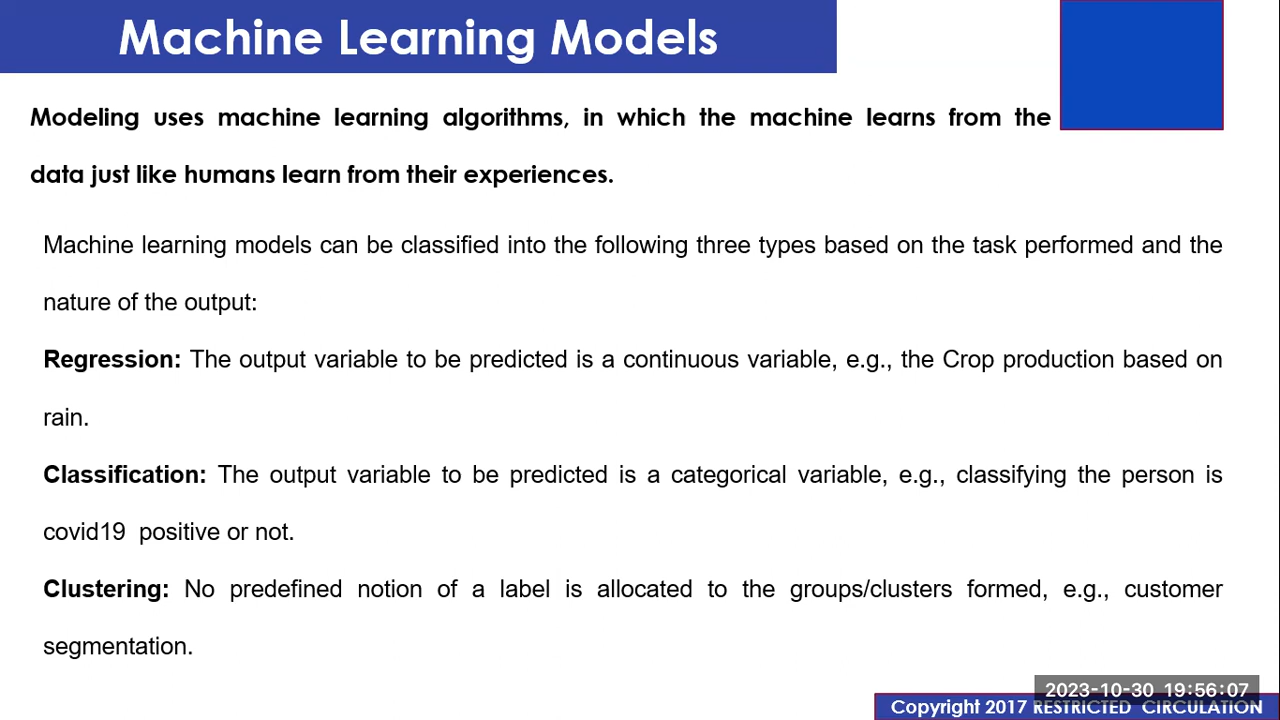 Machine Learning Models
Modeling uses machine learning algorithms, in which the machine learns from the
data just like humans learn from their experiences.
Machine learning models can be classified into the following three types based on the task performed and the
nature of the output:
Regression: The output variable to be predicted is a continuous variable, e.g., the Crop production based on
rain.
Classification: The output variable to be predicted is a categorical variable, e.g., classifying the person is
covid19 positive or not.
Clustering: No predefined notion of a label is allocated to the groups/clusters formed, e.g., customer
segmentation.
2023-10-30 19:56:07
Copyright 2017 RESTRICTED CIRCULATION